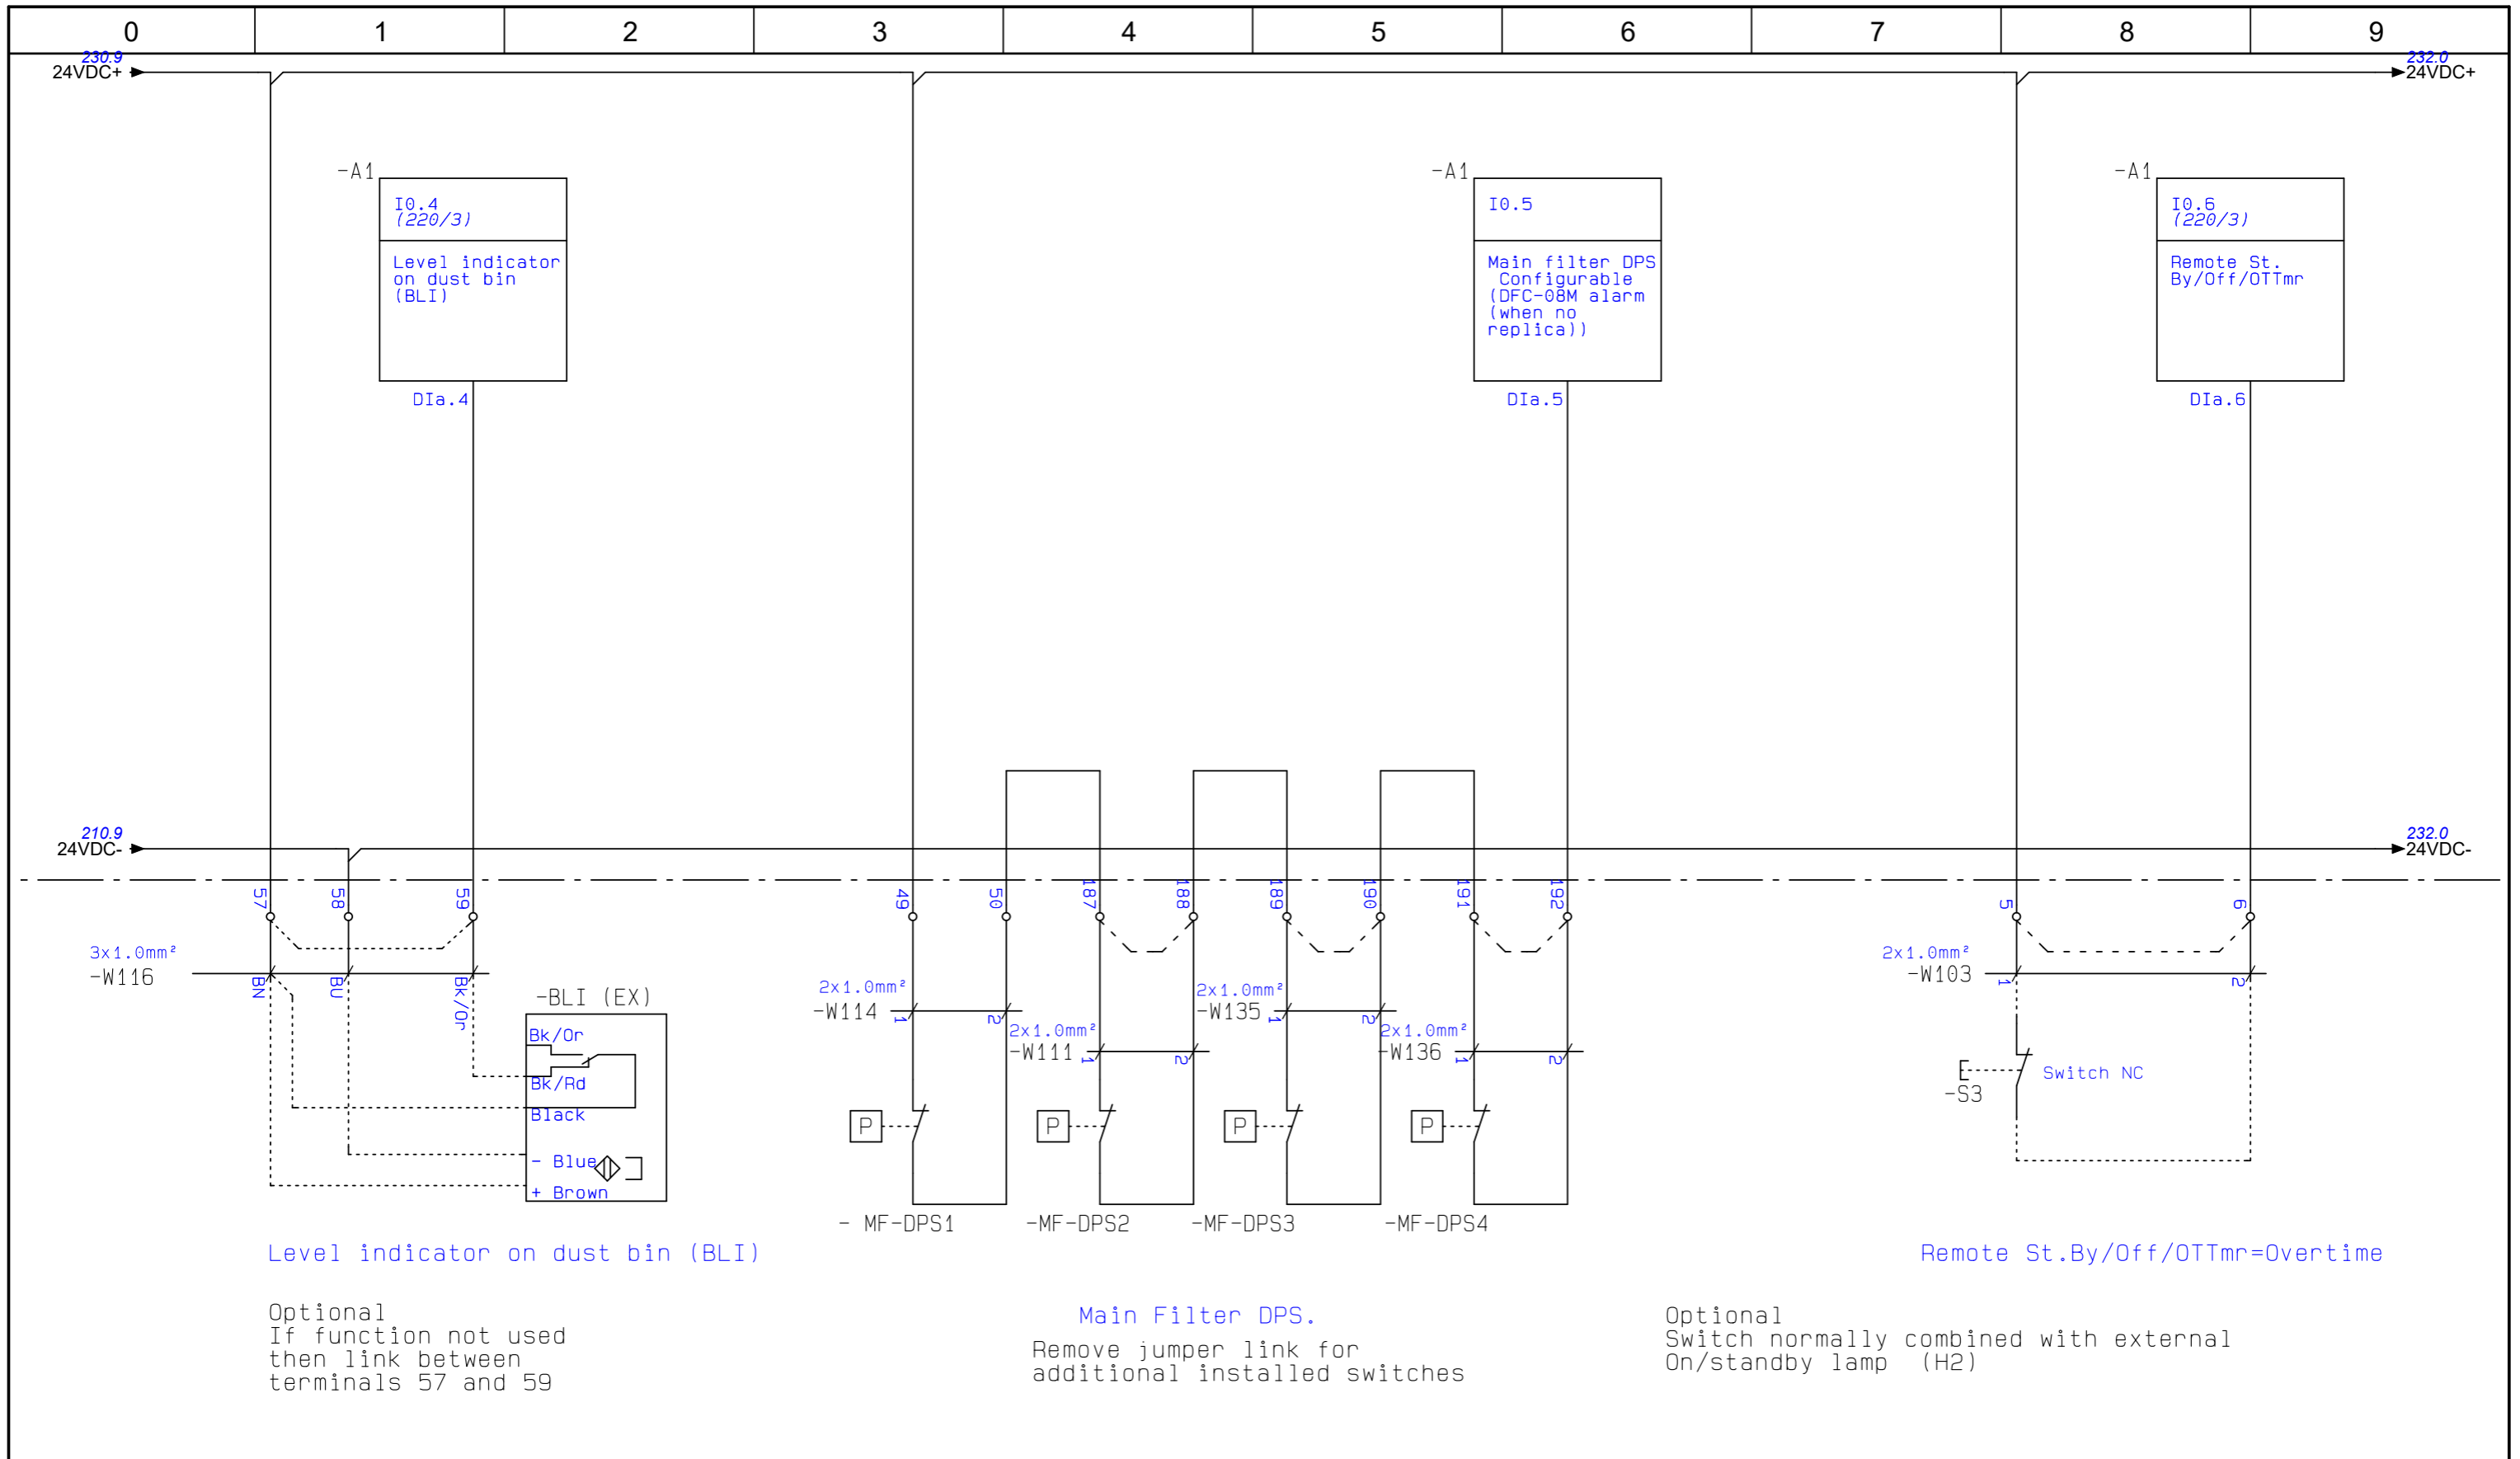 0 1 2 3 4 5 6 7 8 9
230.9
24VDC+
232.0
24VDC+
-A1
I0.4
(220/3)
Level indicator
on dust bin
(BLI)
DIa.4
-A1
I0.5
Main filter DPS
Configurable
(DFC-08M alarm
(when no
replica))
DIa.5
-A1
I0.6
(220/3)
Remote St.
By/Off/OTTmr
DIa.6
210.9
24VDC-
232.0
24VDC-
57 58 59 49 50 187 188 189 190 191 192 5 6
3x1.0mm²
-W116
BN BU Bk/Or
-BLI (EX)
Bk/Or
Bk/Rd
Black
- Blue
+ Brown
2x1.0mm²
-W114
1 2
2x1.0mm²
-W111
1 2
2x1.0mm²
-W135
1 2
2x1.0mm²
-W136
1 2
2x1.0mm²
-W103
1 2
P P P P
-S3
Switch NC
- MF-DPS1
-MF-DPS2
-MF-DPS3
-MF-DPS4
Level indicator on dust bin (BLI)
Optional
If function not used
then link between
terminals 57 and 59
Main Filter DPS.
Remove jumper link for
additional installed switches
Remote St.By/Off/OTTmr=Overtime
Optional
Switch normally combined with external
On/standby lamp (H2)